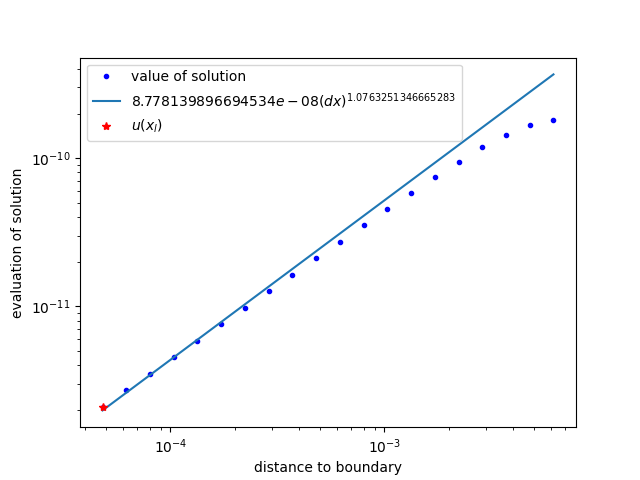 value of solution
8.778139896694534e − 08(dx)^1.0763251346665283
u(x_l)
10^−10
10^−11
evaluation of solution
10^−4 10^−3
distance to boundary